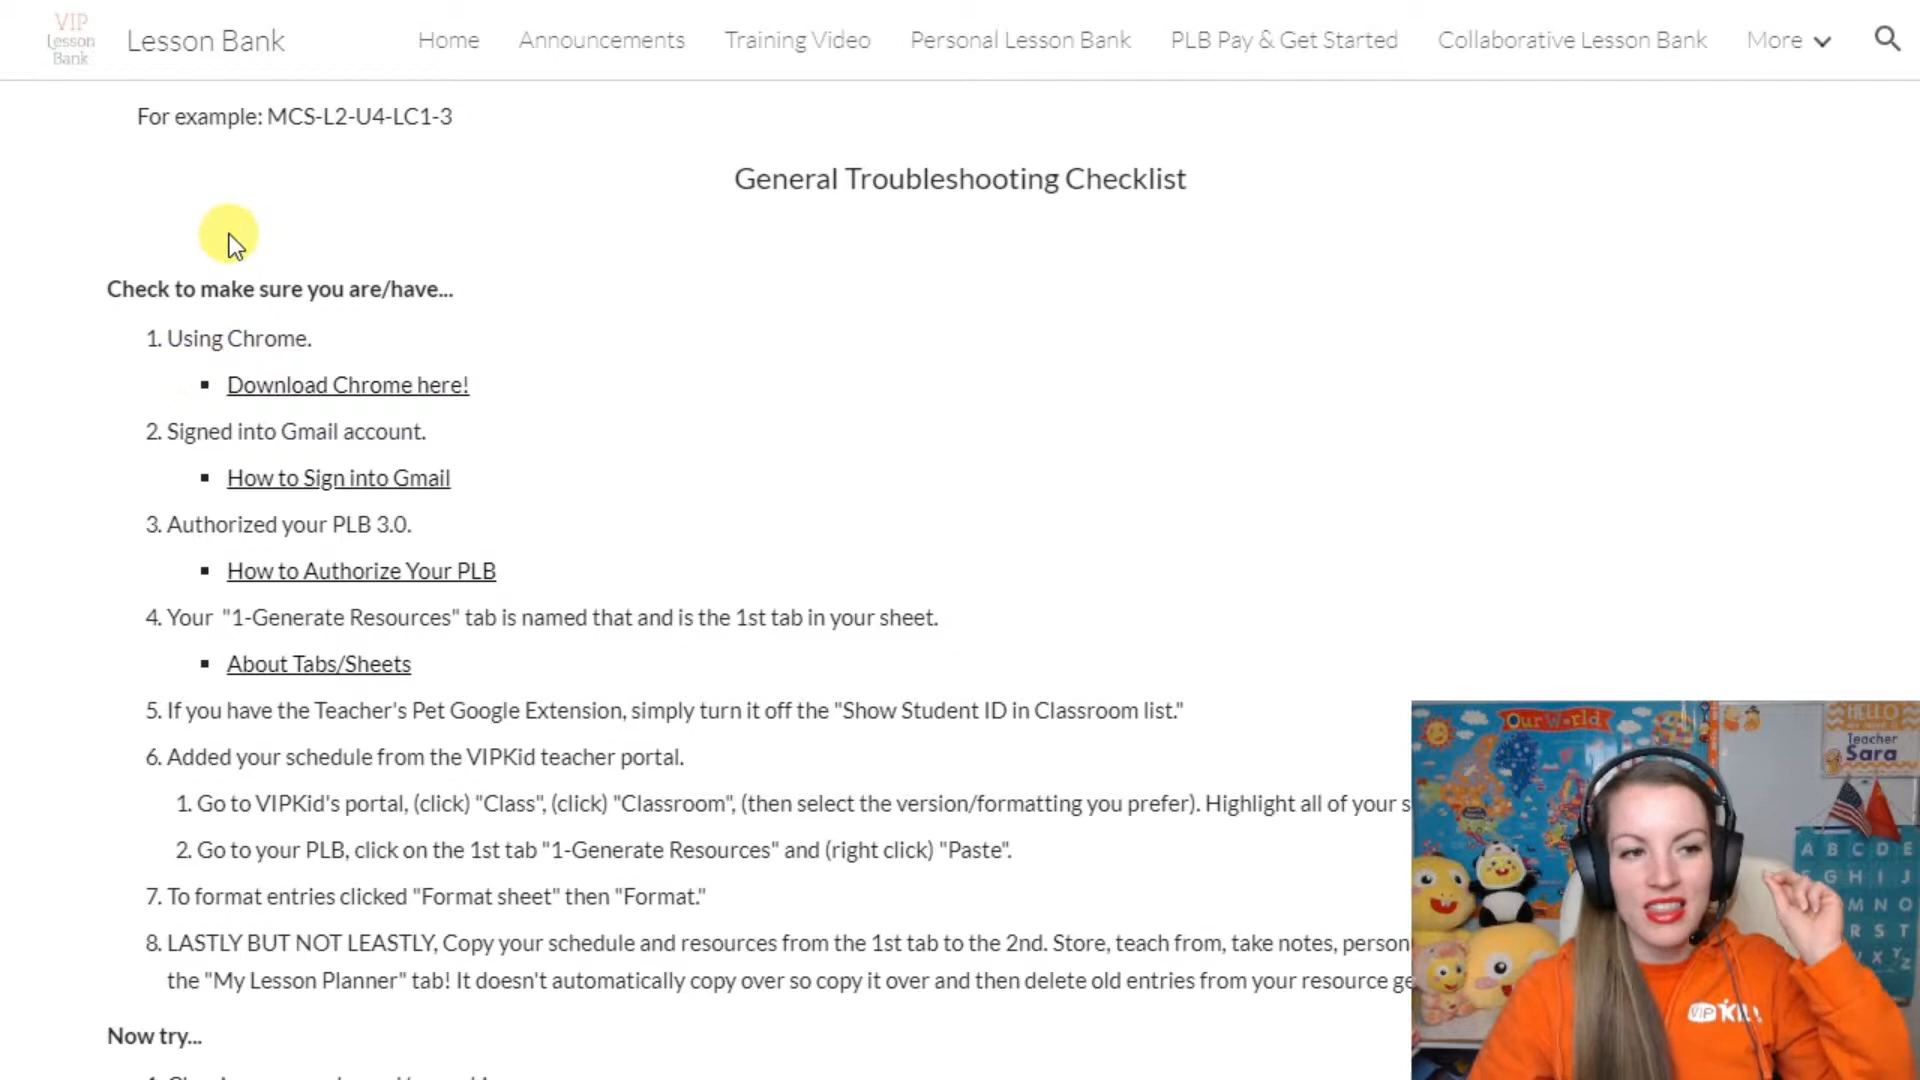 VIP
Lesson
Bank
Lesson Bank
Home
Announcements
Training Video
Personal Lesson Bank
PLB Pay & Get Started
Collaborative Lesson Bank
More
For example: MCS-L2-U4-LC1-3
General Troubleshooting Checklist
Check to make sure you are/have...
1. Using Chrome.
Download Chrome here!
2. Signed into Gmail account.
How to Sign into Gmail
3. Authorized your PLB 3.0.
How to Authorize Your PLB
4. Your "1-Generate Resources" tab is named that and is the 1st tab in your sheet.
About Tabs/Sheets
5. If you have the Teacher's Pet Google Extension, simply turn it off the "Show Student ID in Classroom list."
6. Added your schedule from the VIPKid teacher portal.
1. Go to VIPKid's portal, (click) "Class", (click) "Classroom", (then select the version/formatting you prefer). Highlight all of your s
2. Go to your PLB, click on the 1st tab "1-Generate Resources" and (right click) "Paste".
7. To format entries clicked "Format sheet" then "Format."
8. LASTLY BUT NOT LEASTLY, Copy your schedule and resources from the 1st tab to the 2nd. Store, teach from, take notes, person
the "My Lesson Planner" tab! It doesn't automatically copy over so copy it over and then delete old entries from your resource ge
Now try...
Our World
HELLO
Teacher
Sara
A B C D E
G H I J
M N O
R S T
X Y Z
VIP